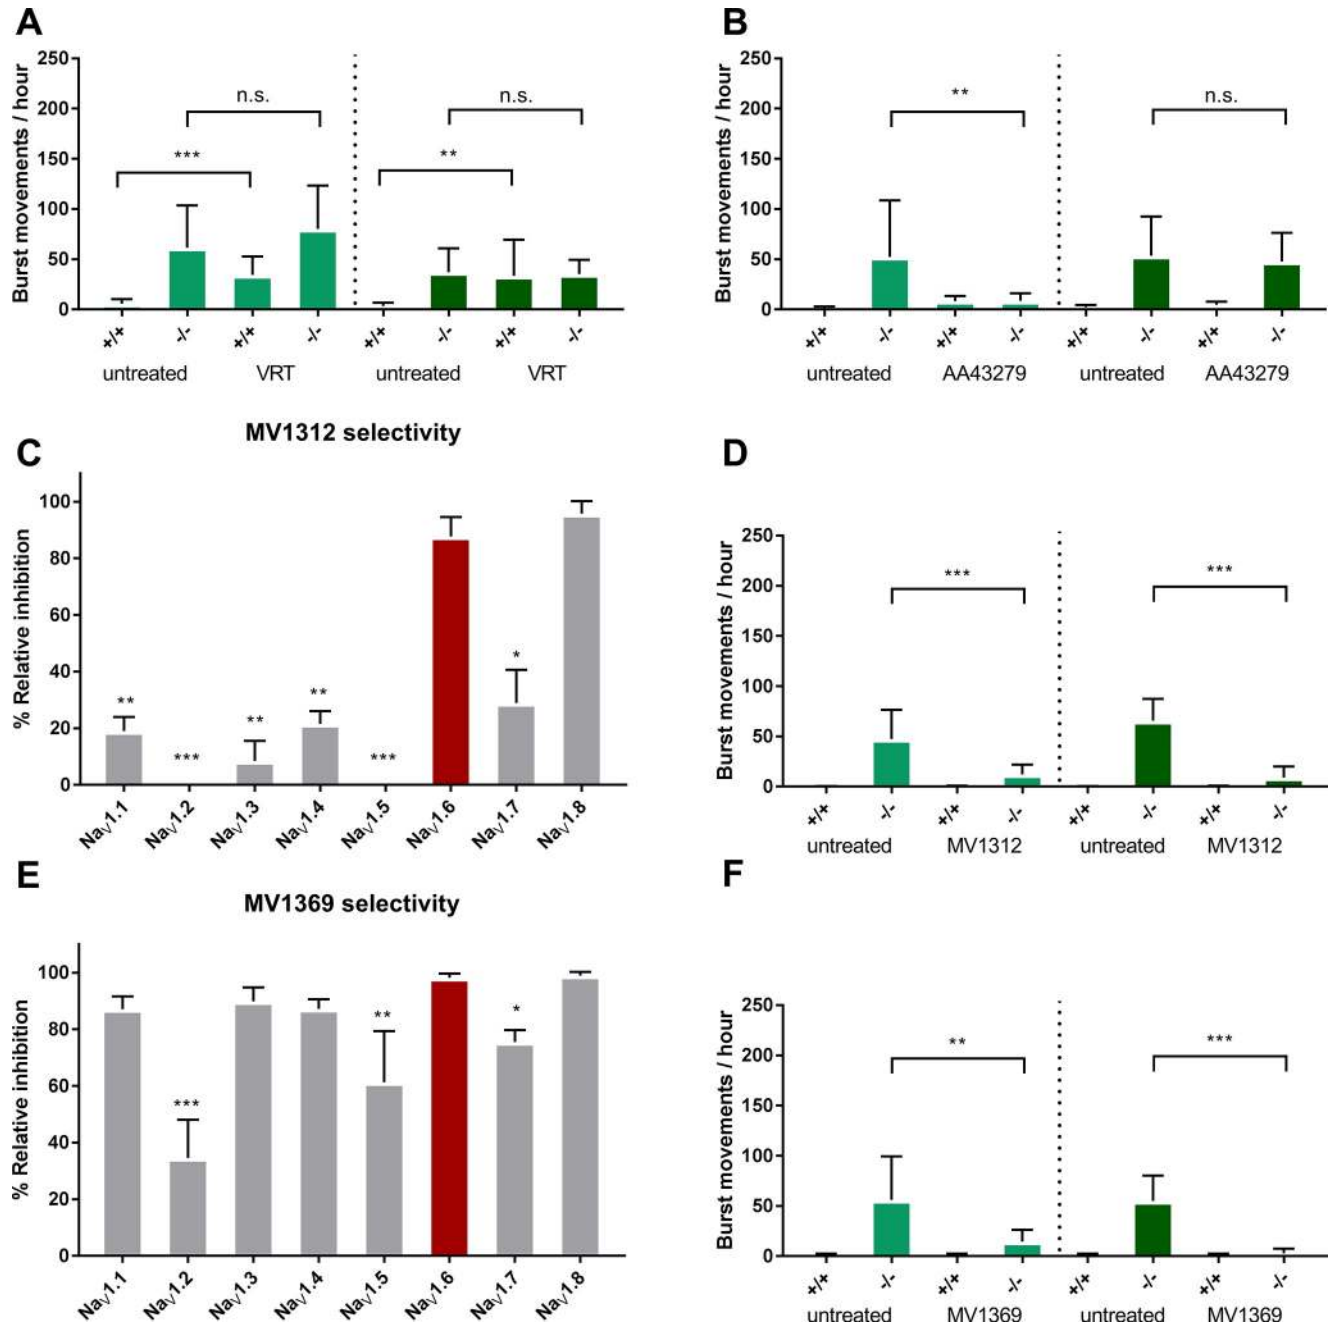 A
Burst movements / hour
250
200
150
100
50
0
n.s.
***
n.s.
**
+/+ -/- +/+ -/- +/+ -/- +/+ -/-
untreated VRT untreated VRT
B
Burst movements / hour
250
200
150
100
50
0
**
n.s.
+/+ -/- +/+ -/- +/+ -/- +/+ -/-
untreated AA43279 untreated AA43279
C
MV1312 selectivity
% Relative inhibition
100
80
60
40
20
0
** *** ** ** *** *
NaV1.1 NaV1.2 NaV1.3 NaV1.4 NaV1.5 NaV1.6 NaV1.7 NaV1.8
D
Burst movements / hour
250
200
150
100
50
0
*** ***
+/+ -/- +/+ -/- +/+ -/- +/+ -/-
untreated MV1312 untreated MV1312
E
MV1369 selectivity
% Relative inhibition
100
80
60
40
20
0
*** ** *
NaV1.1 NaV1.2 NaV1.3 NaV1.4 NaV1.5 NaV1.6 NaV1.7 NaV1.8
F
Burst movements / hour
250
200
150
100
50
0
** ***
+/+ -/- +/+ -/- +/+ -/- +/+ -/-
untreated MV1369 untreated MV1369